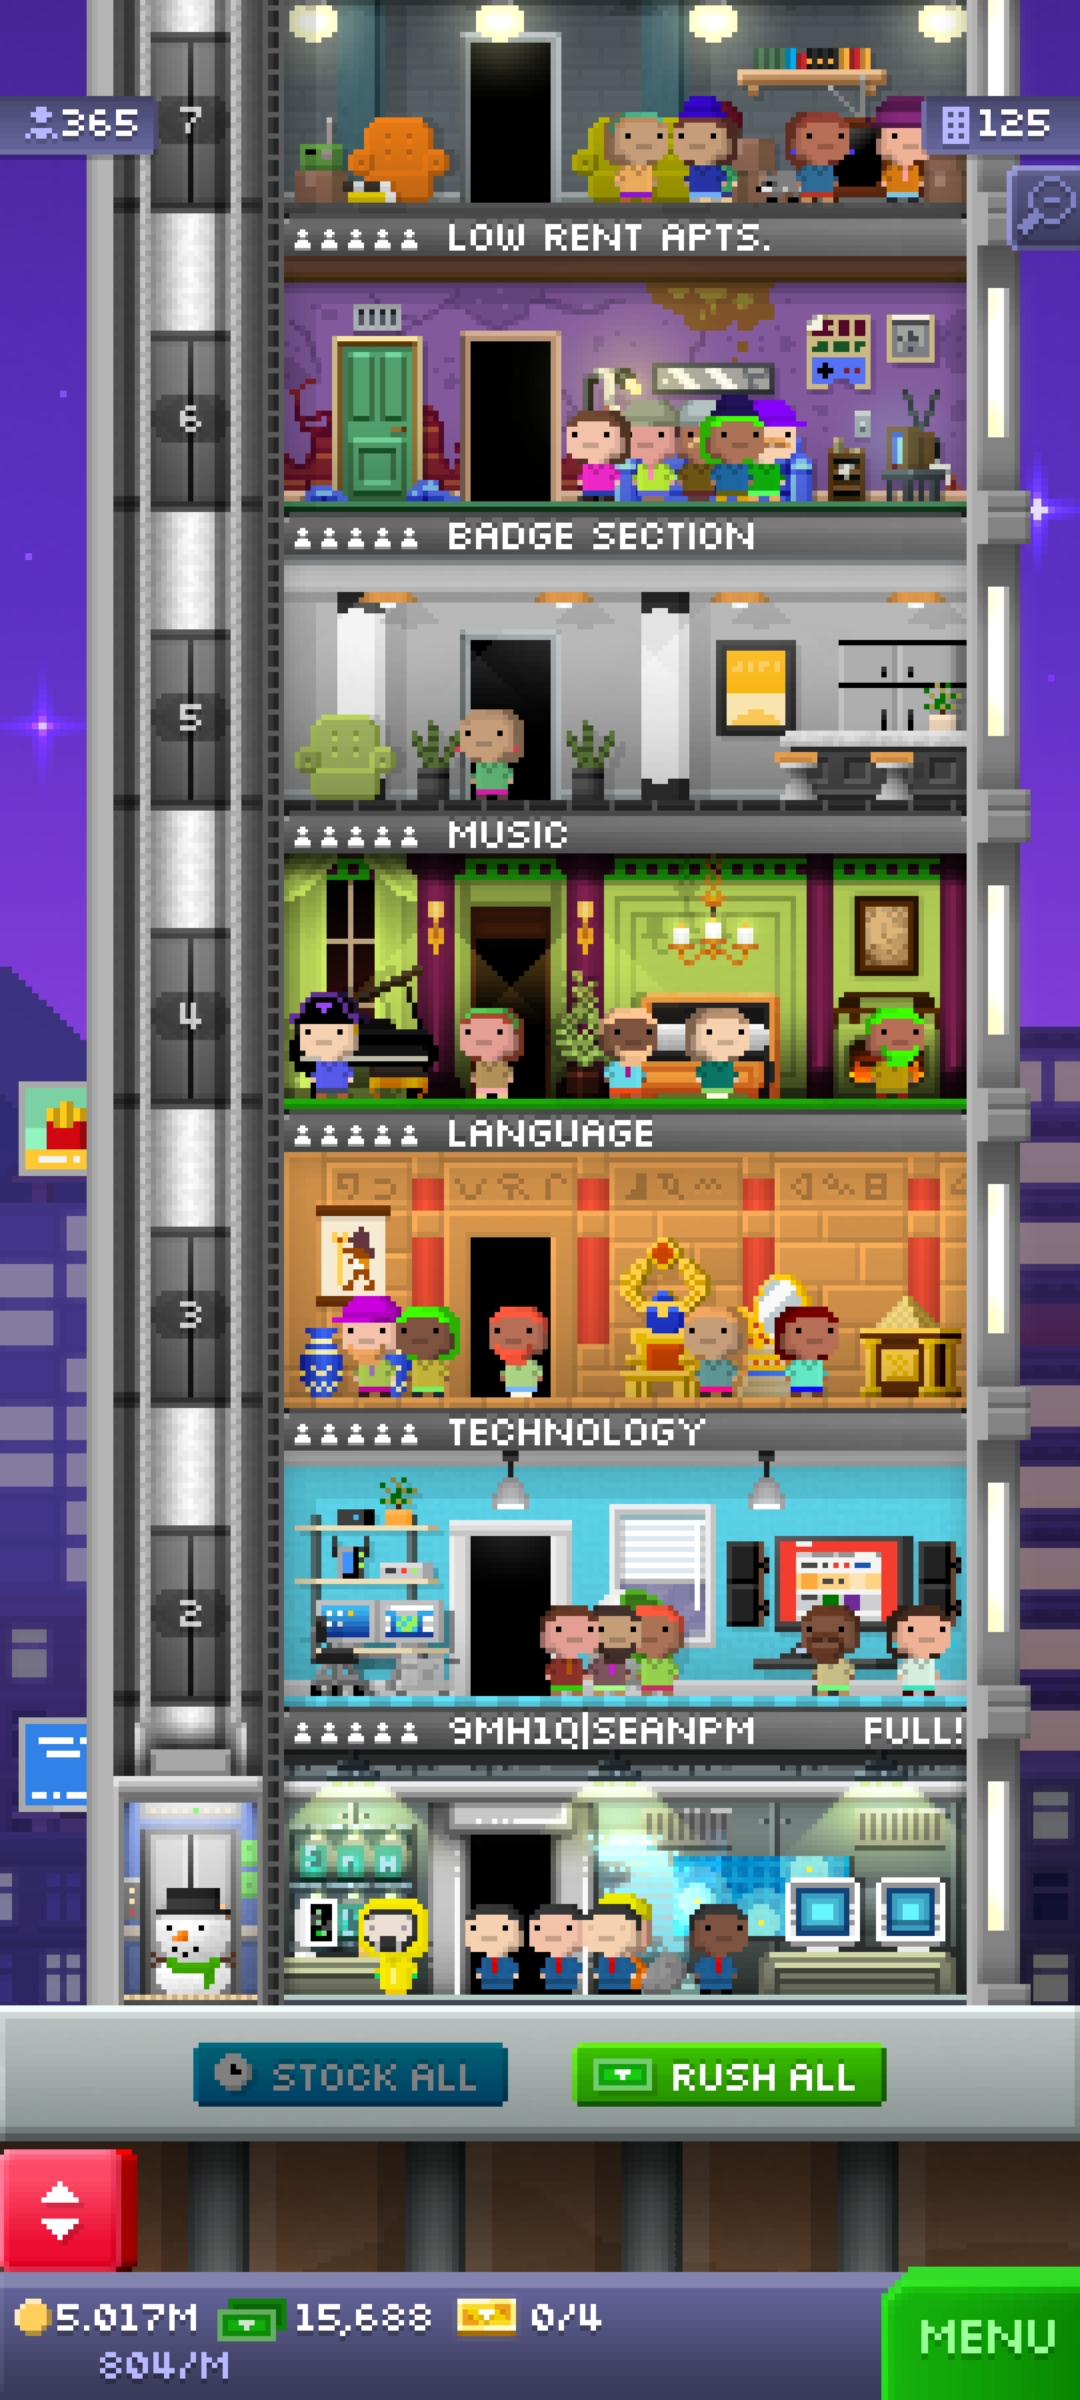 7
365
125
LOW RENT APTS.
6
BADGE SECTION
5
MUSIC
4
LANGUAGE
3
TECHNOLOGY
2
9MH1Q|SEANPM FULL!
STOCK ALL
RUSH ALL
5.017M 15,688 0/4
804/M
MENU